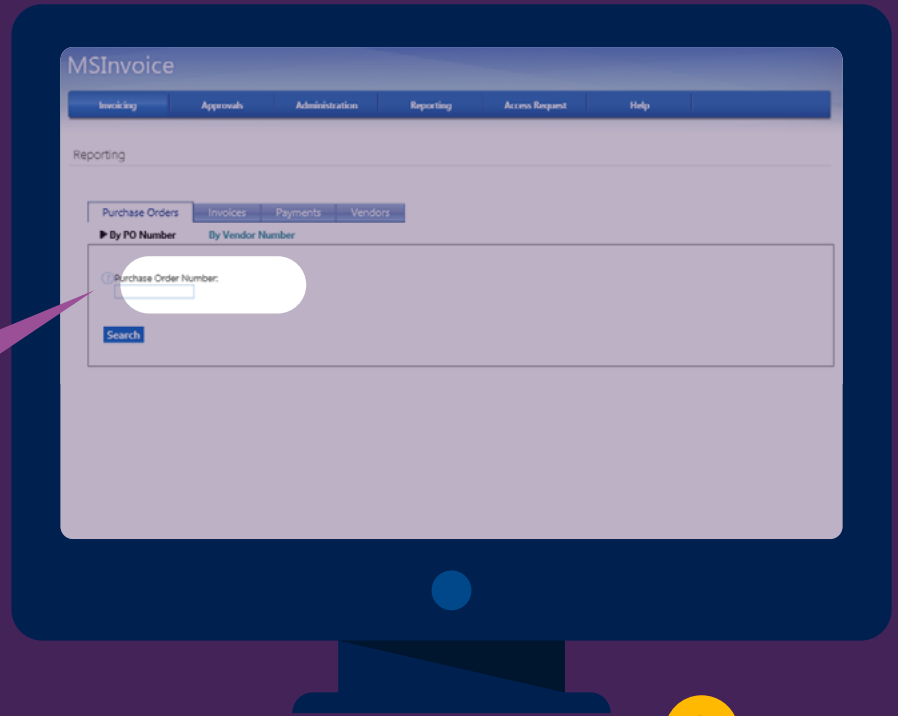 MSInvoice
Invoicing Approvals Administration Reporting Access Request Help
Reporting
Purchase Orders Invoices Payments Vendors
By PO Number By Vendor Number
Purchase Order Number:
Search